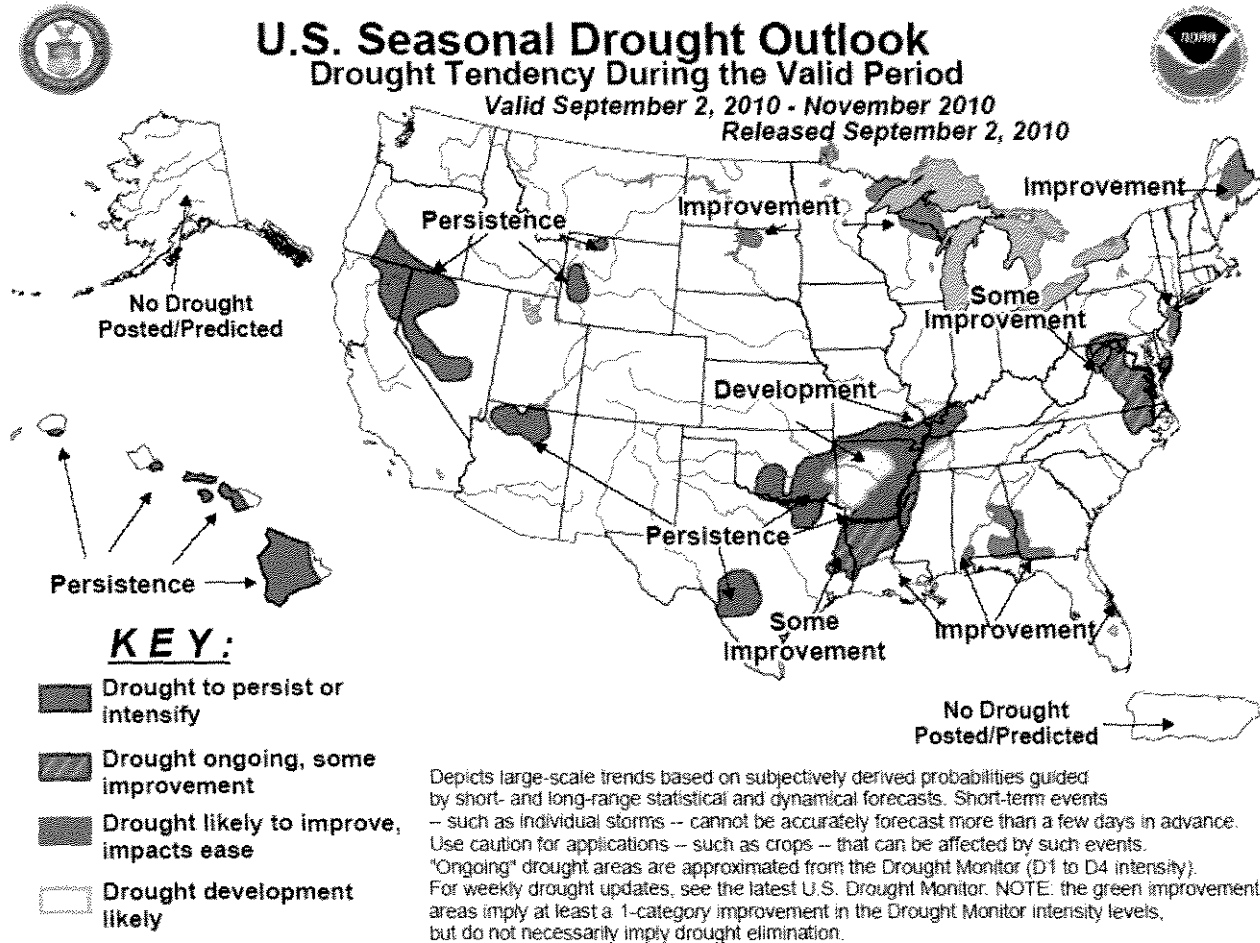 U.S. Seasonal Drought Outlook
Drought Tendency During the Valid Period
Valid September 2, 2010 - November 2010
Released September 2, 2010
NOAA
Improvement
Persistence
Improvement
No Drought
Posted/Predicted
Some
Improvement
Development
Persistence
Persistence
Some
Improvement
Improvement
No Drought
Posted/Predicted
KEY:
Drought to persist or
intensify
Drought ongoing, some
improvement
Drought likely to improve,
impacts ease
Drought development
likely
Depicts large-scale trends based on subjectively derived probabilities guided
by short- and long-range statistical and dynamical forecasts. Short-term events
-- such as individual storms -- cannot be accurately forecast more than a few days in advance.
Use caution for applications -- such as crops -- that can be affected by such events.
"Ongoing" drought areas are approximated from the Drought Monitor (D1 to D4 intensity).
For weekly drought updates, see the latest U.S. Drought Monitor. NOTE: the green improvement
areas imply at least a 1-category improvement in the Drought Monitor intensity levels,
but do not necessarily imply drought elimination.